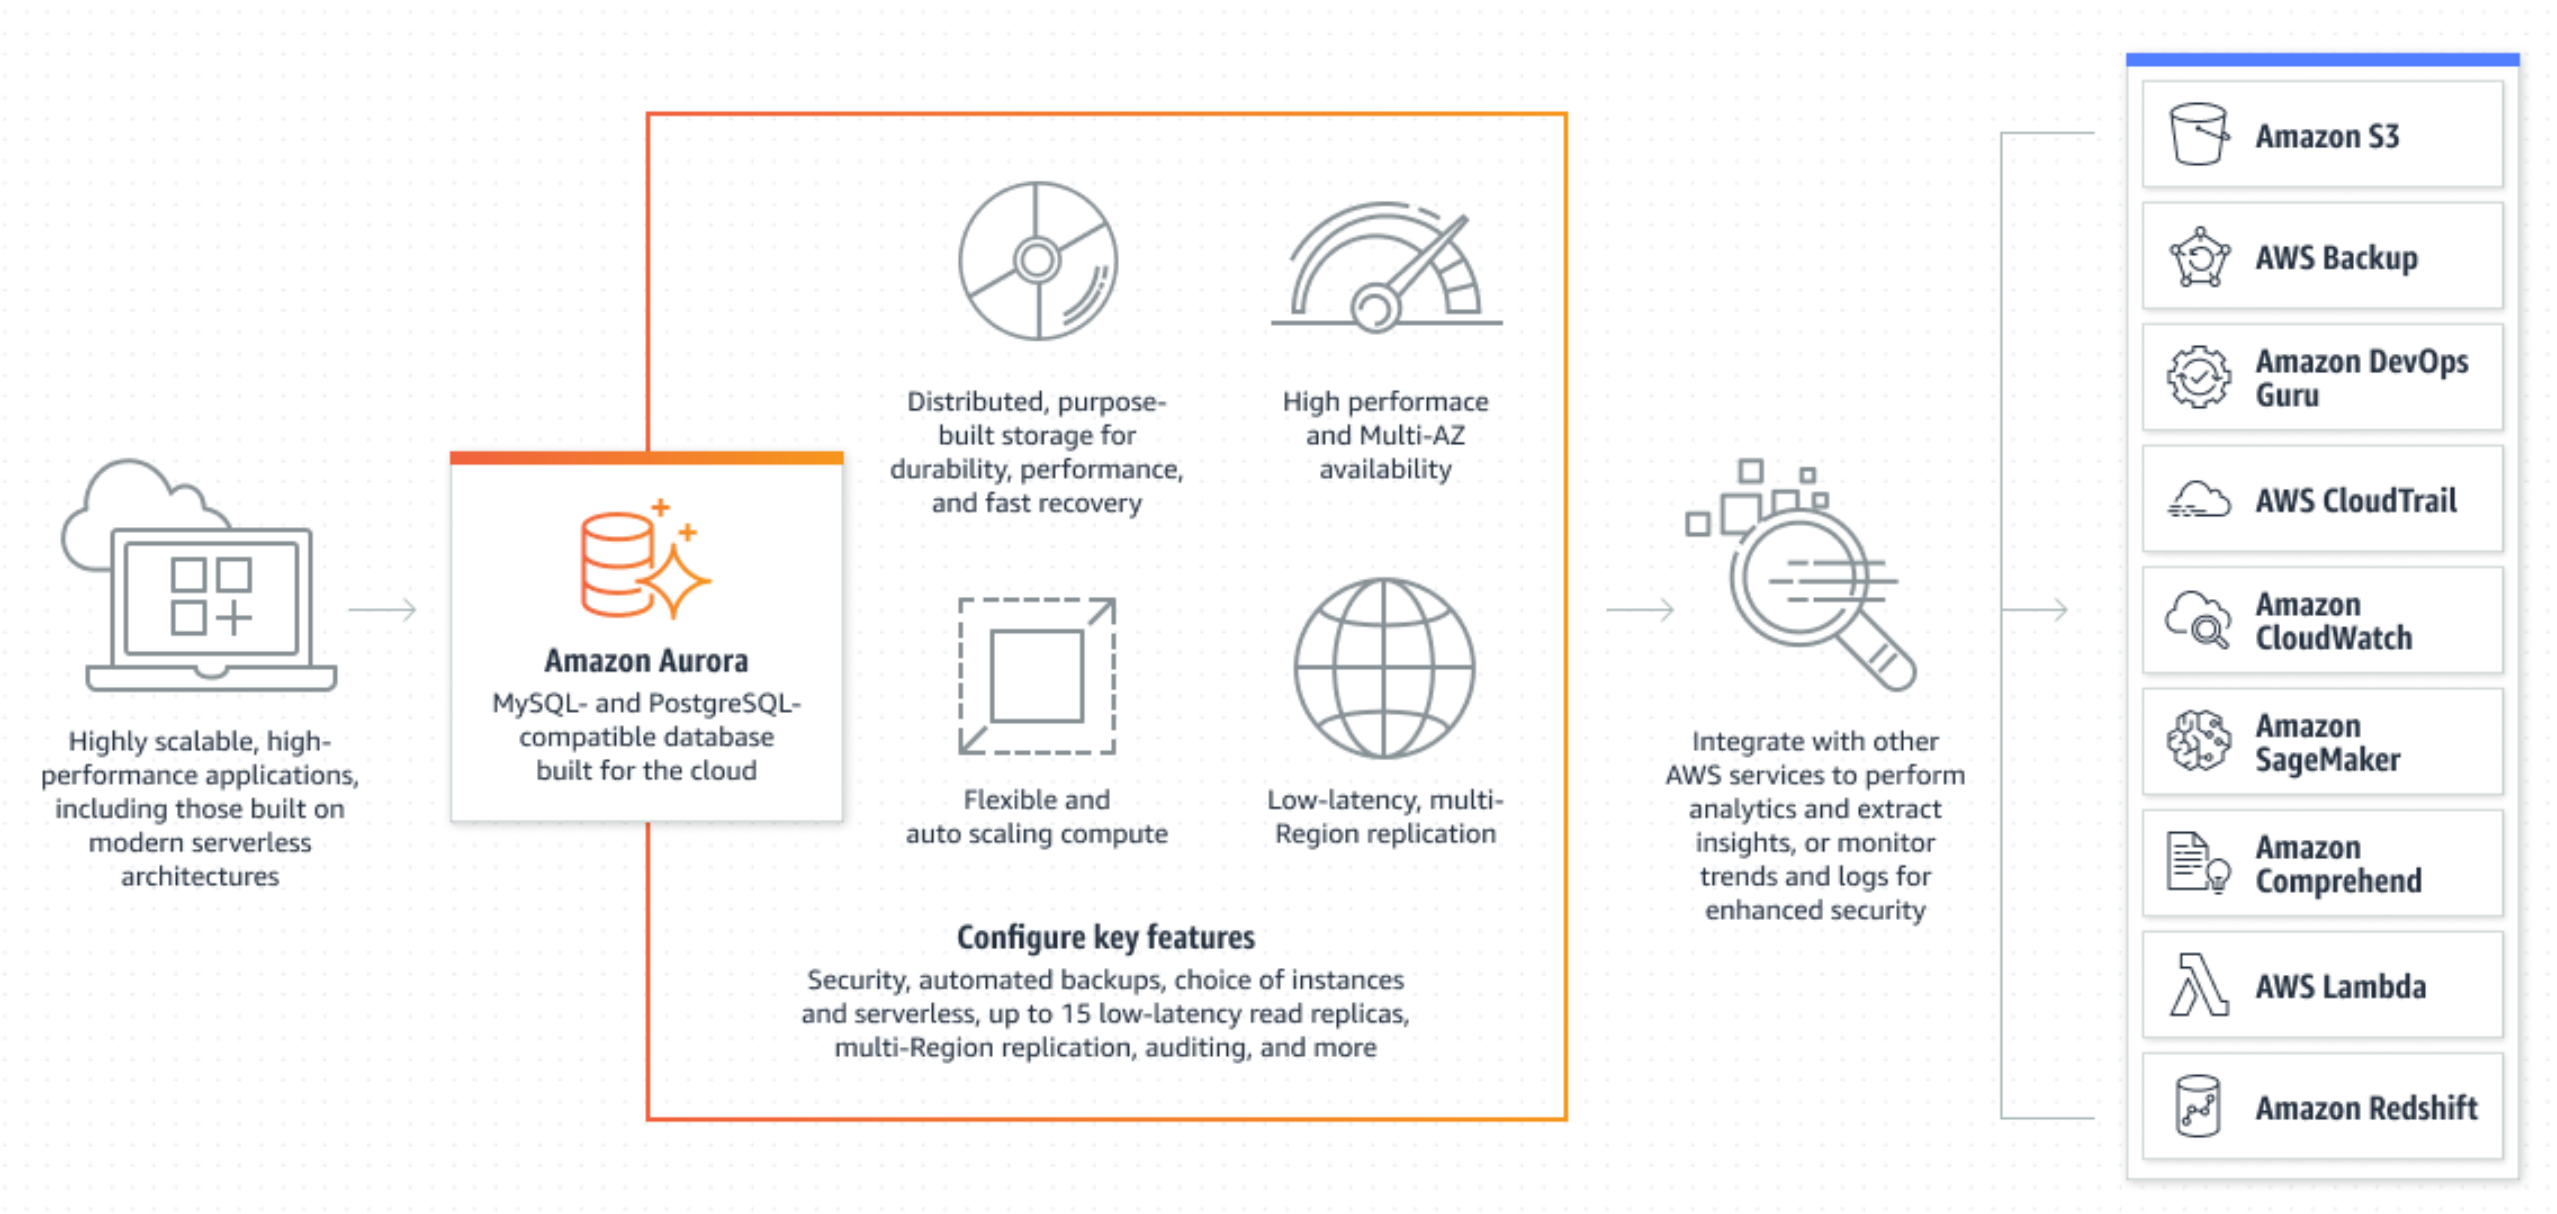 Highly scalable, high-
performance applications,
including those built on
modern serverless
architectures
Amazon Aurora
MySQL- and PostgreSQL-
compatible database
built for the cloud
Distributed, purpose-
built storage for
durability, performance,
and fast recovery
High performace
and Multi-AZ
availability
Flexible and
auto scaling compute
Low-latency, multi-
Region replication
Configure key features
Security, automated backups, choice of instances
and serverless, up to 15 low-latency read replicas,
multi-Region replication, auditing, and more
Integrate with other
AWS services to perform
analytics and extract
insights, or monitor
trends and logs for
enhanced security
Amazon S3
AWS Backup
Amazon DevOps
Guru
AWS CloudTrail
Amazon
CloudWatch
Amazon
SageMaker
Amazon
Comprehend
AWS Lambda
Amazon Redshift